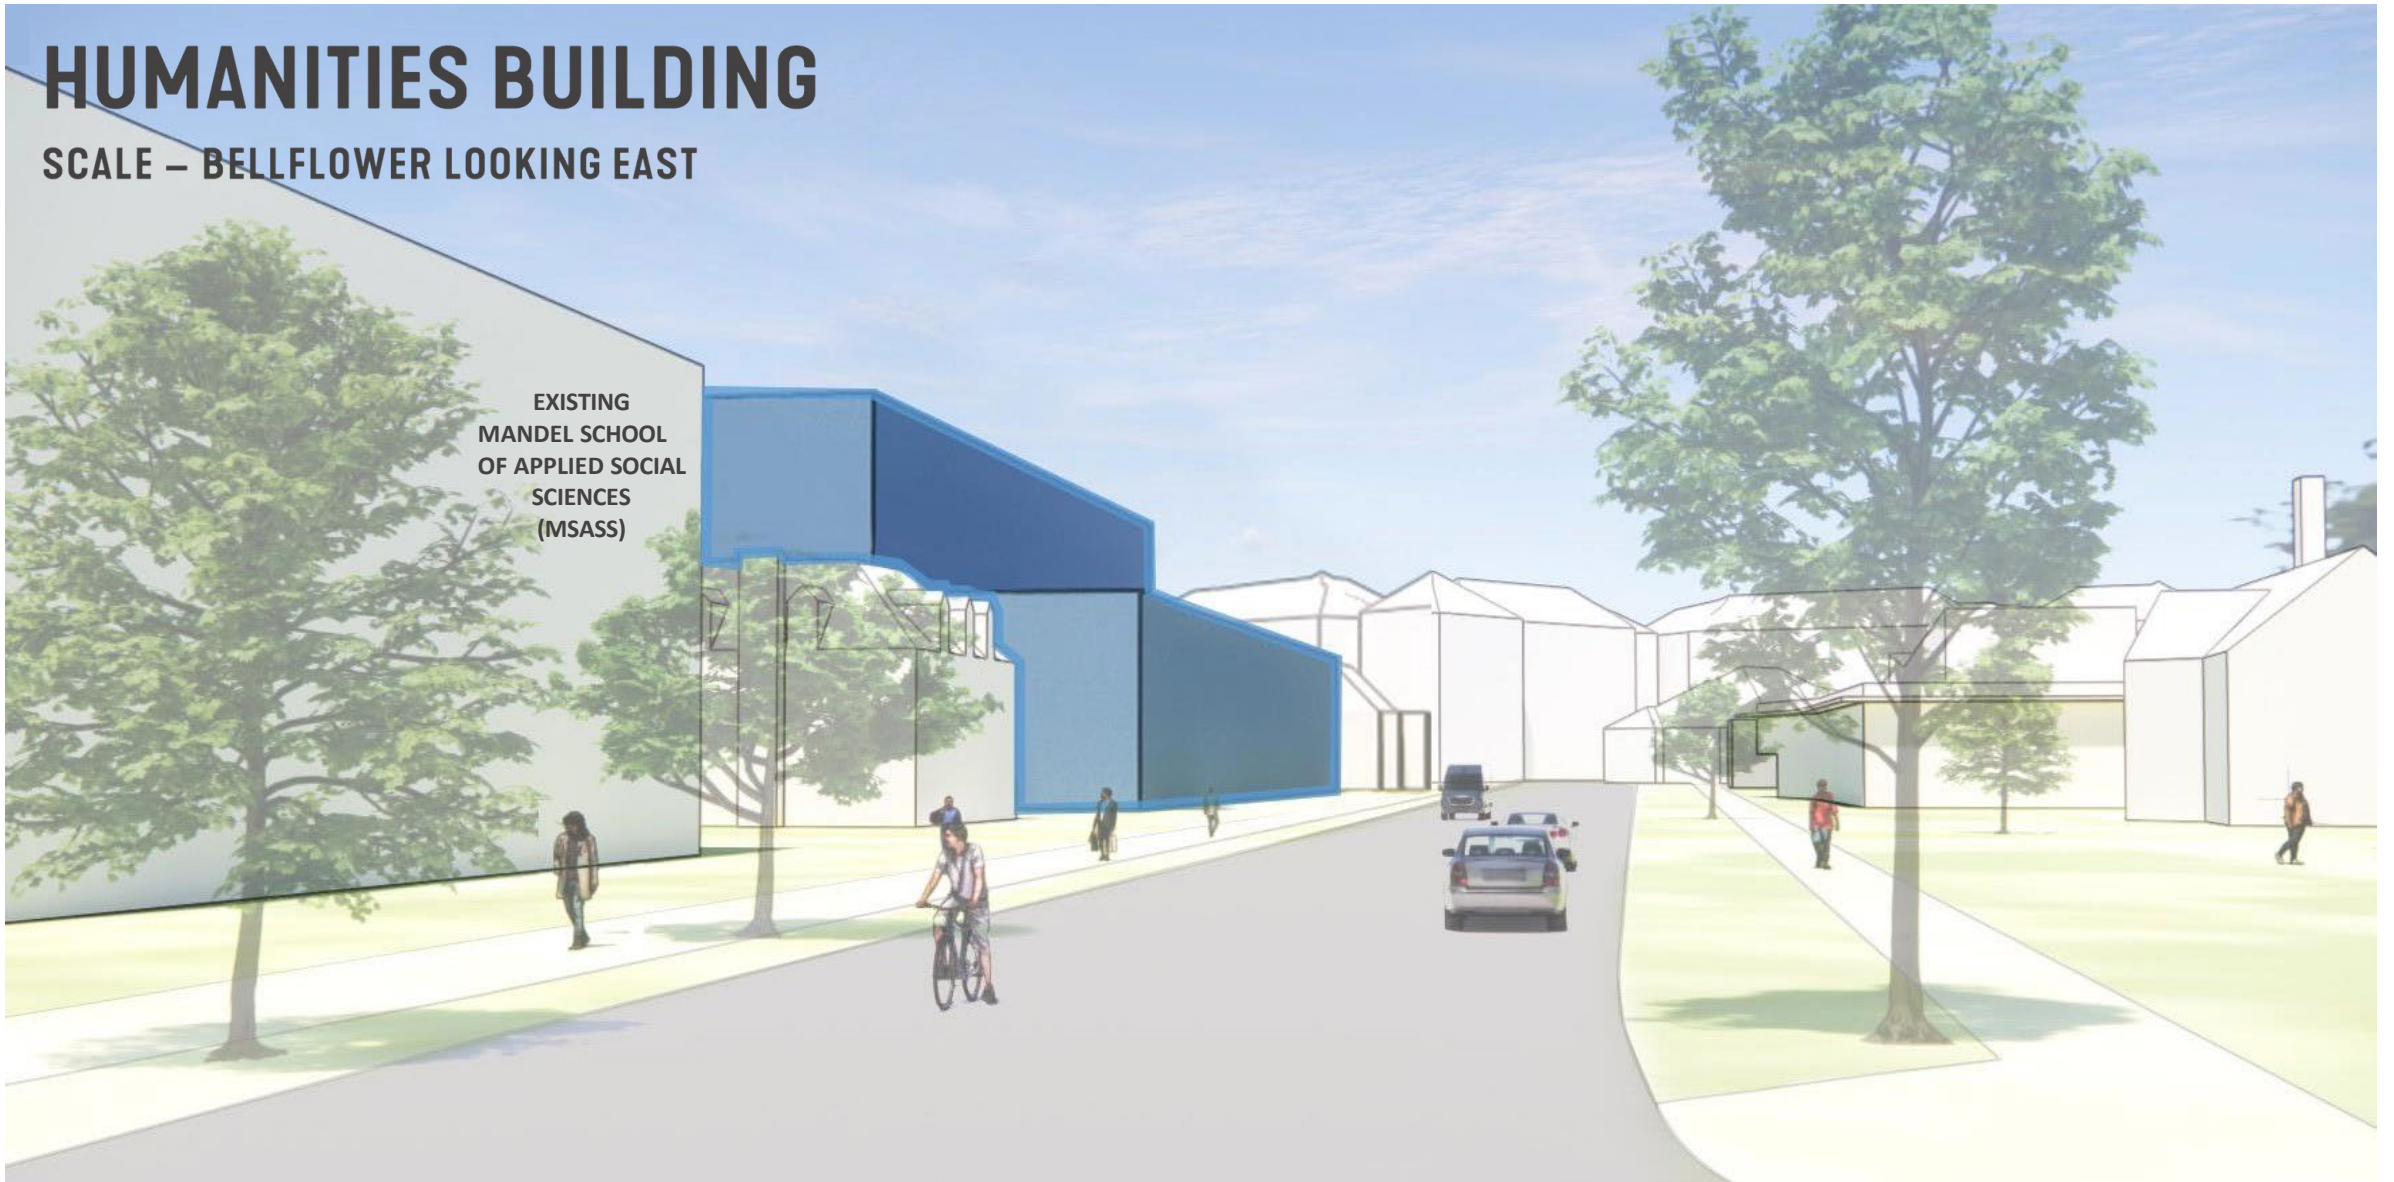 HUMANITIES BUILDING
SCALE – BELLFLOWER LOOKING EAST
EXISTING
MANDEL SCHOOL
OF APPLIED SOCIAL
SCIENCES
(MSASS)